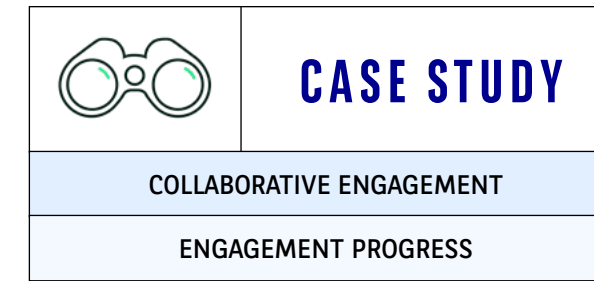 CASE STUDY
COLLABORATIVE ENGAGEMENT
ENGAGEMENT PROGRESS